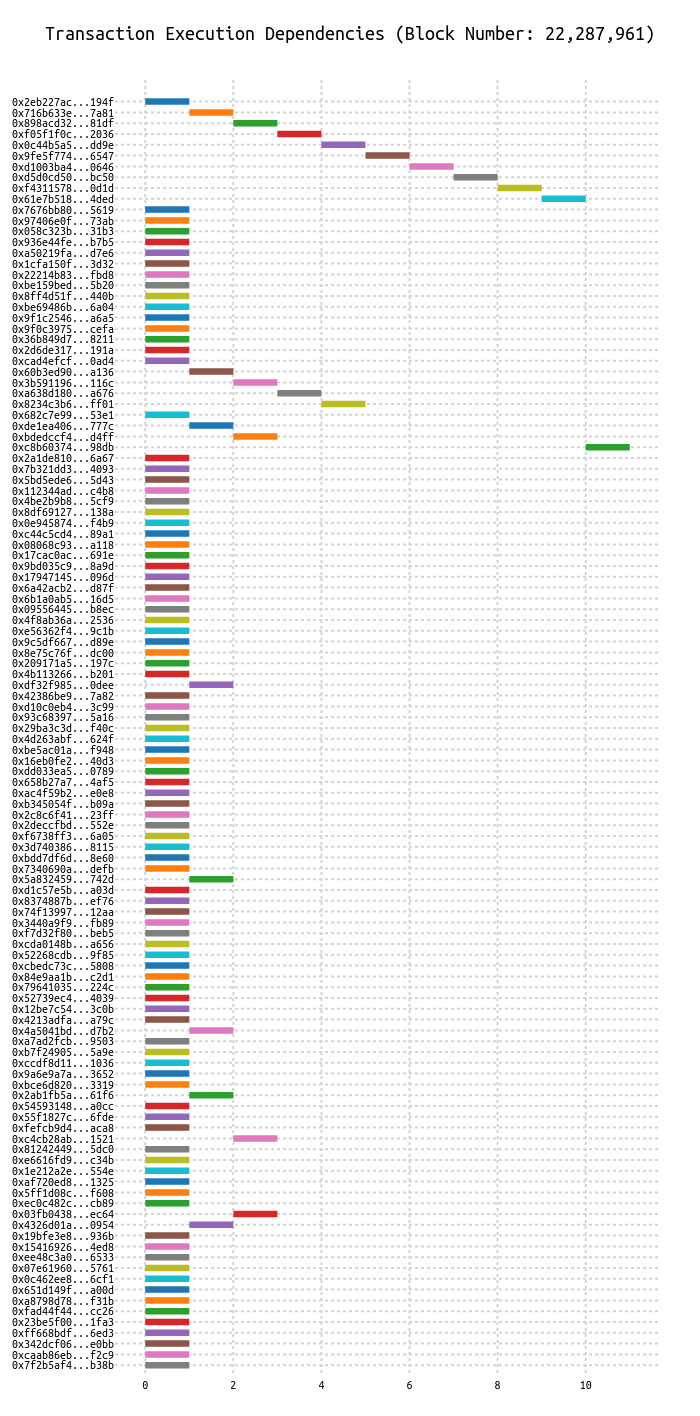 Transaction Execution Dependencies (Block Number: 22,287,961)
0x2eb227ac...194f
0x716b633e...7a81
0x898acd32...81df
0xf05f1f0c...2036
0x0c44b5a5...dd9e
0x9fe5f774...6547
0xd1003ba4...0646
0xd5d0cd50...bc50
0xf4311578...0d1d
0x61e7b518...4ded
0x7676bb80...5619
0x97406e0f...73ab
0x058c323b...31b3
0x936e44fe...b7b5
0xa50219fa...d7e6
0x1cfa150f...3d32
0x22214b83...fbd8
0xbe159bed...5b20
0x8ff4d51f...440b
0xbe69486b...6a04
0x9f1c2546...a6a5
0x9f0c3975...cefa
0x36b849d7...8211
0x2d6de317...191a
0xcad4efcf...0ad4
0x60b3ed90...a136
0x3b591196...116c
0xa638d180...a676
0x8234c3b6...ff01
0x682c7e99...53e1
0xde1ea406...777c
0xbdedccf4...d4ff
0xc8b60374...98db
0x2a1de810...6a67
0x7b321dd3...4093
0x5bd5ede6...5d43
0x112344ad...c4b8
0x4be2b9b8...5cf9
0x8df69127...138a
0x0e945874...f4b9
0xc44c5cd4...89a1
0x08068c93...a118
0x17cac0ac...691e
0x9bd035c9...8a9d
0x17947145...096d
0x6a42acb2...d87f
0x6b1a0ab5...16d5
0x09556445...b8ec
0x4f8ab36a...2536
0xe56362f4...9c1b
0x9c5df667...d89e
0x8e75c76f...dc00
0x209171a5...197c
0x4b113266...b201
0xdf32f985...0dee
0x42386be9...7a82
0xd10c0eb4...3c99
0x93c68397...5a16
0x29ba3c3d...f40c
0x4d263abf...624f
0xbe5ac01a...f948
0x16eb0fe2...40d3
0xdd033ea5...0789
0x658b27a7...4af5
0xac4f59b2...e0e8
0xb345054f...b09a
0x2c8c6f41...23ff
0x2deccfbd...552e
0xf6738ff3...6a05
0x3d740386...8115
0xbdd7df6d...8e60
0x7340690a...defb
0x5a832459...742d
0xd1c57e5b...a03d
0x8374887b...ef76
0x74f13997...12aa
0x3440a9f9...fb89
0xf7d32f80...beb5
0xcda0148b...a656
0x52268cdb...9f85
0xcbedc73c...5808
0x84e9aa1b...c2d1
0x79641035...224c
0x52739ec4...4039
0x12be7c54...3c0b
0x4213adfa...a79c
0x4a5041bd...d7b2
0xa7ad2fcb...9503
0xb7f24905...5a9e
0xccdf8d11...1036
0x9a6e9a7a...3652
0xbce6d820...3319
0x2ab1fb5a...61f6
0x54593148...a0cc
0x55f1827c...6fde
0xfefcb9d4...aca8
0xc4cb28ab...1521
0x81242449...5dc0
0xe6616fd9...c34b
0x1e212a2e...554e
0xaf720ed8...1325
0x5ff1d08c...f608
0xec0c482c...cb89
0x03fb0438...ec64
0x4326d01a...0954
0x19bfe3e8...936b
0x15416926...4ed8
0xee48c3a0...6533
0x07e61960...5761
0x0c462ee8...6cf1
0x651d149f...a00d
0xa8798d78...f31b
0xfad44f44...cc26
0x23be5f00...1fa3
0xff668bdf...6ed3
0x342dcf06...e0bb
0xcaab86eb...f2c9
0x7f2b5af4...b38b
0 2 4 6 8 10